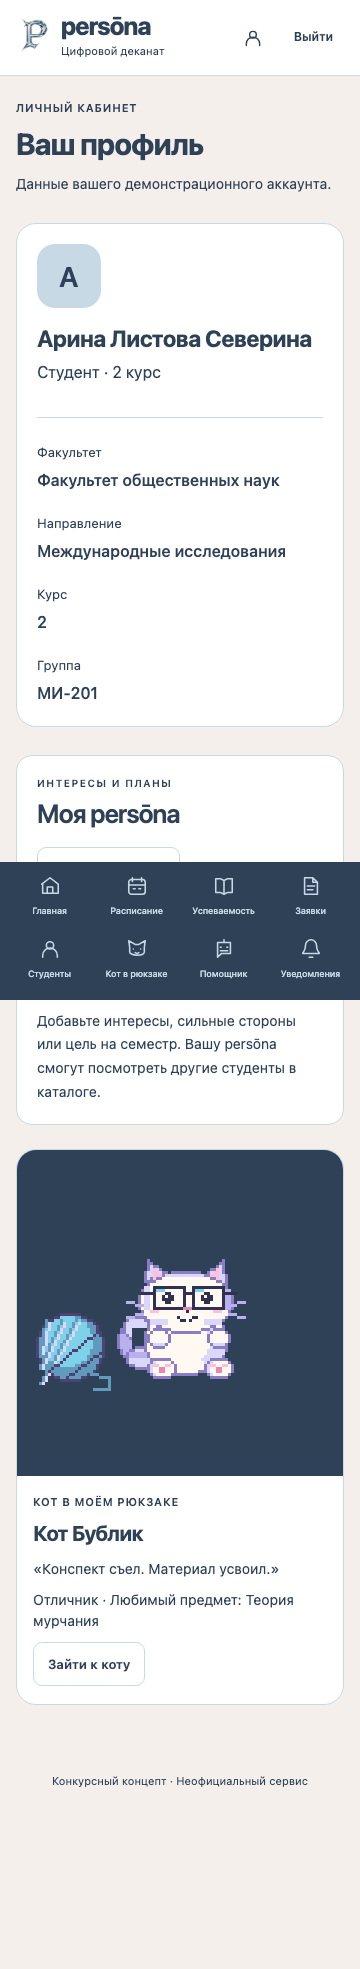 persōna
Цифровой деканат
Выйти
ЛИЧНЫЙ КАБИНЕТ
Ваш профиль
Данные вашего демонстрационного аккаунта.
А
Арина Листова Северина
Студент · 2 курс
Факультет
Факультет общественных наук
Направление
Международные исследования
Курс
2
Группа
МИ-201
ИНТЕРЕСЫ И ПЛАНЫ
Моя persōna
Главная
Расписание
Успеваемость
Заявки
Студенты
Кот в рюкзаке
Помощник
Уведомления
Добавьте интересы, сильные стороны
или цель на семестр. Вашу persōna
смогут посмотреть другие студенты в
каталоге.
КОТ В МОЁМ РЮКЗАКЕ
Кот Бублик
«Конспект съел. Материал усвоил.»
Отличник · Любимый предмет: Теория
мурчания
Зайти к коту
Конкурсный концепт · Неофициальный сервис